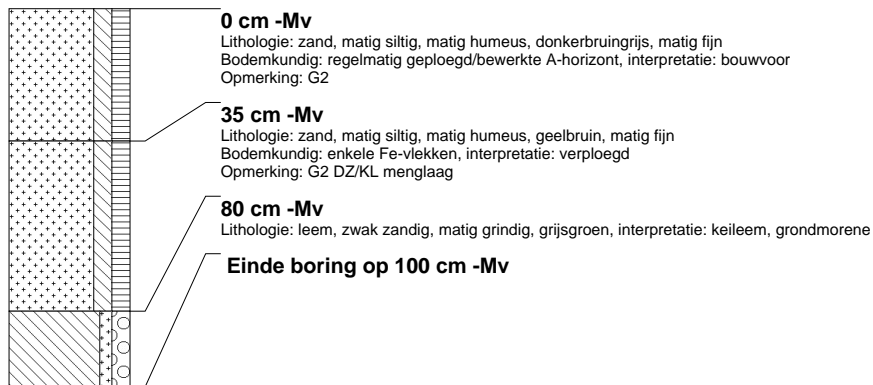 0 cm -Mv
Lithologie: zand, matig siltig, matig humeus, donkerbruingrijs, matig fijn
Bodemkundig: regelmatig geploegd/bewerkte A-horizont, interpretatie: bouwvoor
Opmerking: G2
35 cm -Mv
Lithologie: zand, matig siltig, matig humeus, geelbruin, matig fijn
Bodemkundig: enkele Fe-vlekken, interpretatie: verploegd
Opmerking: G2 DZ/KL menglaag
80 cm -Mv
Lithologie: leem, zwak zandig, matig grindig, grijsgroen, interpretatie: keileem, grondmorene
Einde boring op 100 cm -Mv